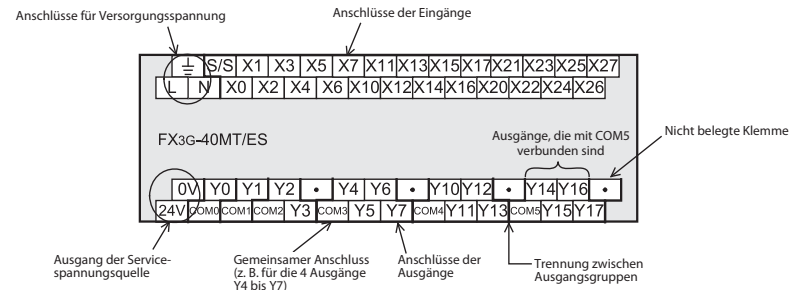 Anschlüsse für Versorgungsspannung
Anschlüsse der Eingänge
S/S X1 X3 X5 X7 X11 X13 X15 X17 X21 X23 X25 X27
L N X0 X2 X4 X6 X10 X12 X14 X16 X20 X22 X24 X26
FX3G-40MT/ES
Ausgänge, die mit COM5
verbunden sind
Nicht belegte Klemme
0V Y0 Y1 Y2 • Y4 Y6 • Y10 Y12 • Y14 Y16 •
24V COM0 COM1 COM2 Y3 COM3 Y5 Y7 COM4 Y11 Y13 COM5 Y15 Y17
Ausgang der Service-
spannungsquelle
Gemeinsamer Anschluss
(z. B. für die 4 Ausgänge
Y4 bis Y7)
Anschlüsse der
Ausgänge
Trennung zwischen
Ausgangsgruppen